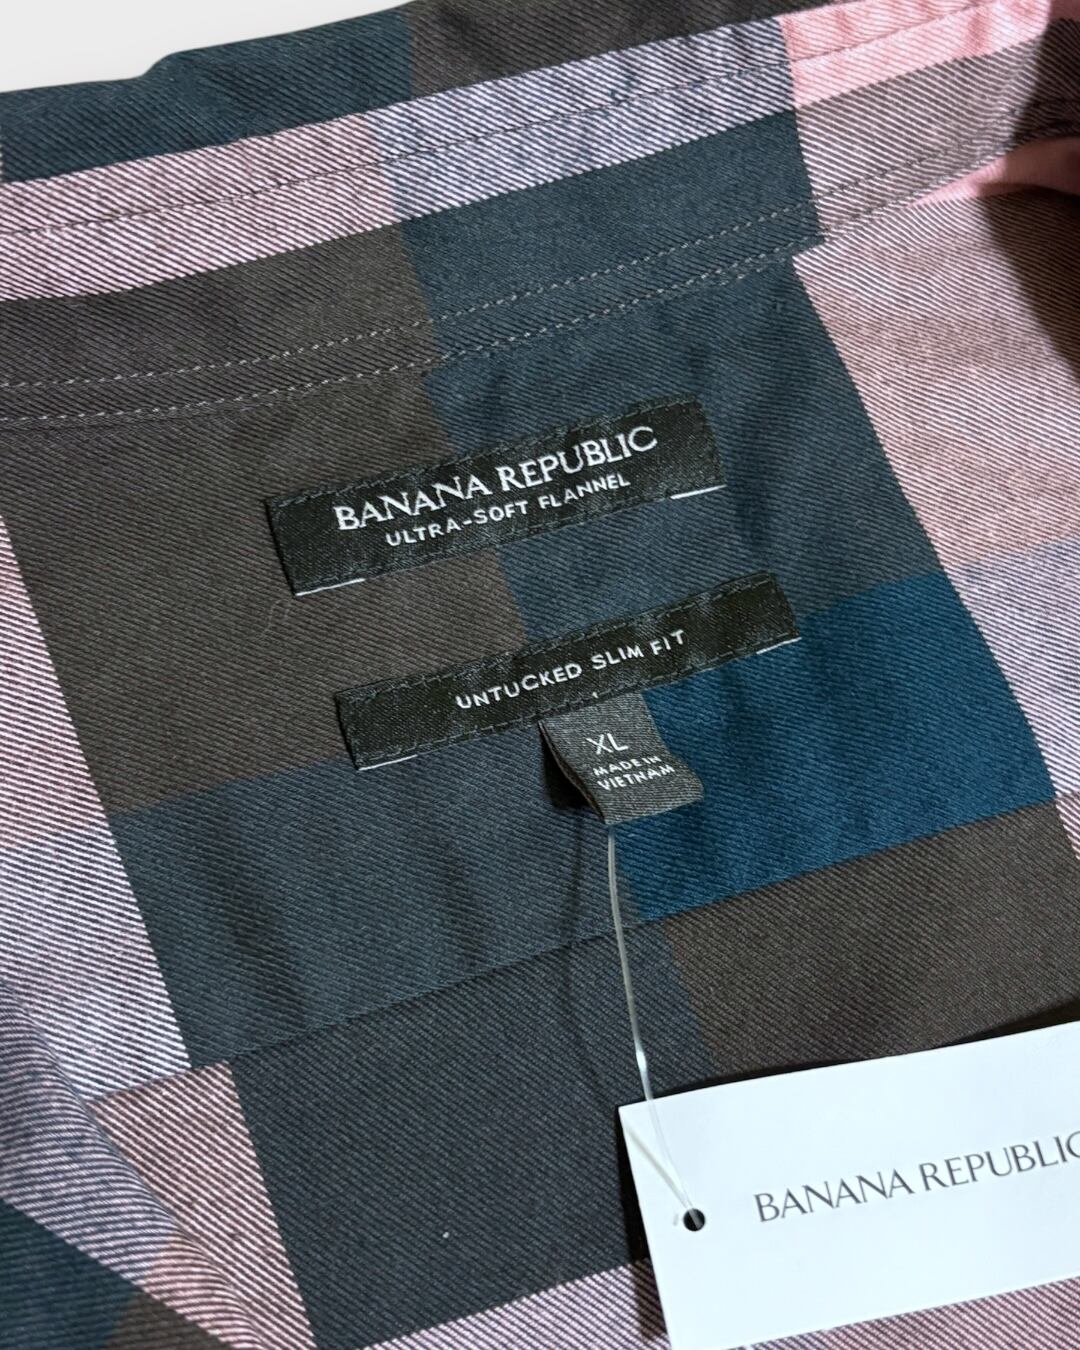 BANANA REPUBLIC
ULTRA-SOFT FLANNEL
UNTUCKED SLIM FIT
XL
MADE IN
VIETNAM
BANANA REPUBLIC